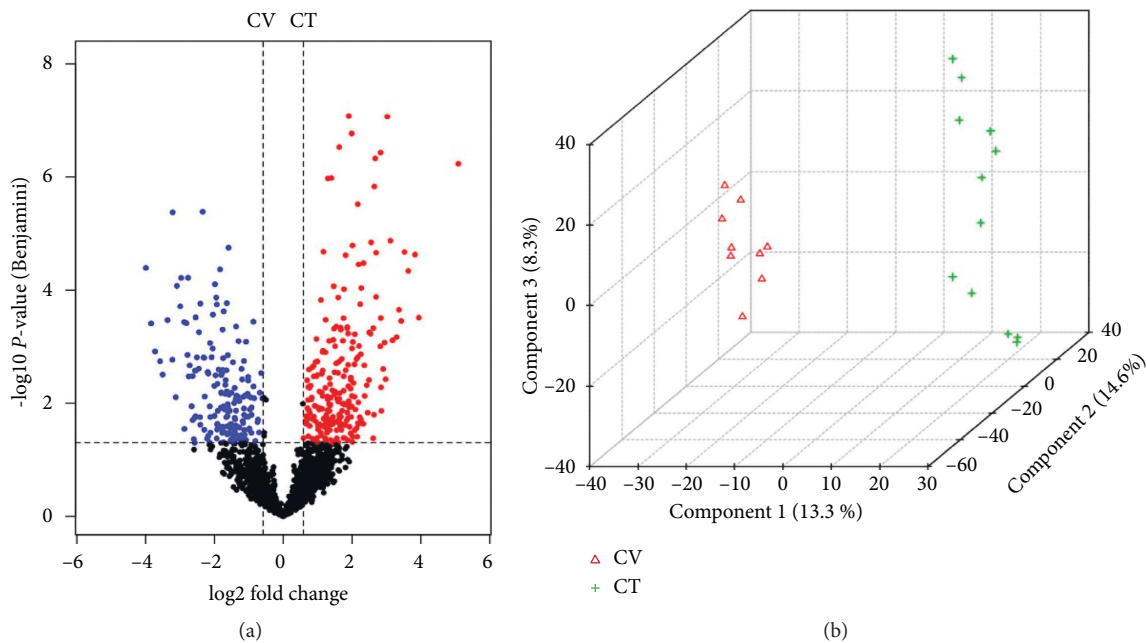 CV CT
8
6
4
2
0
-log10 P-value (Benjamini)
−6 −4 −2 0 2 4 6
log2 fold change
(a)
40
20
0
−20
−40
Component 3 (8.3%)
−40 −30 −20 −10 0 10 20 30
Component 1 (13.3 %)
40
20
0
−20
−40
−60
Component 2 (14.6%)
CV
CT
(b)